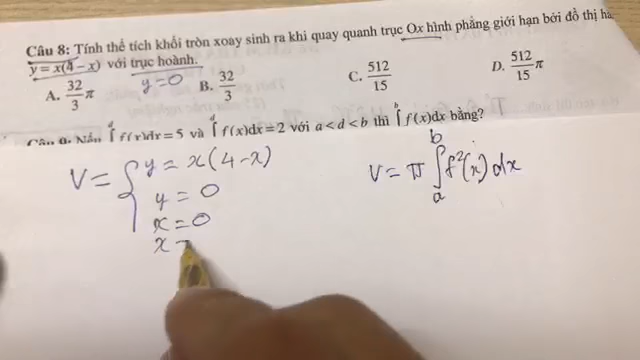 Câu 8: Tính thể tích khối tròn xoay sinh ra khi quay quanh trục Ox hình phẳng giới hạn bởi đồ thị
y = x(4 − x) với trục hoành.
y = 0
A. 32/3 π B. 32/3 C. 512/15 D. 512/15 π
∫ᵈ f(x)dx = 5 và ∫ᵈ f(x)dx = 2 với a < d < b thì ∫ᵇ f(x)dx bằng?
V = { y = x(4 − x)
y = 0
x = 0
x =
V = π ∫ₐᵇ f²(x) dx